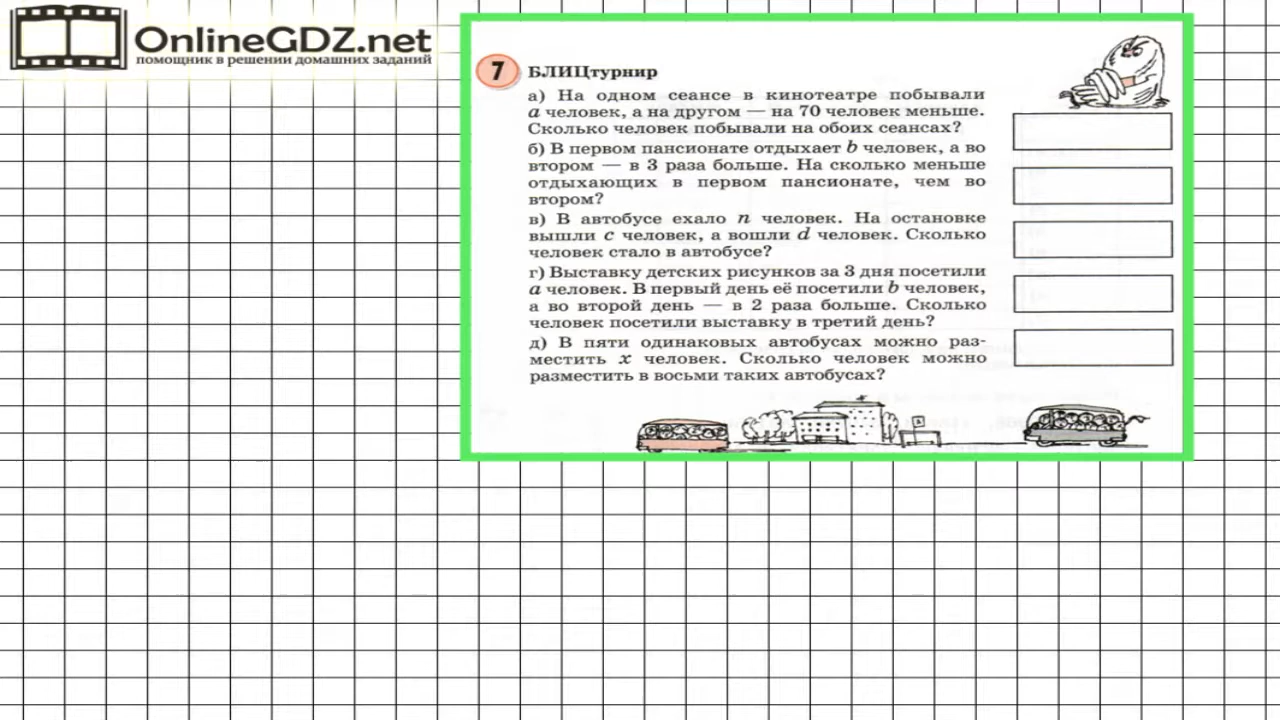 OnlineGDZ.net
помощник в решении домашних заданий
7 БЛИЦтурнир
а) На одном сеансе в кинотеатре побывали
a человек, а на другом — на 70 человек меньше.
Сколько человек побывали на обоих сеансах?
б) В первом пансионате отдыхает b человек, а во
втором — в 3 раза больше. На сколько меньше
отдыхающих в первом пансионате, чем во
втором?
в) В автобусе ехало n человек. На остановке
вышли c человек, а вошли d человек. Сколько
человек стало в автобусе?
г) Выставку детских рисунков за 3 дня посетили
a человек. В первый день её посетили b человек,
а во второй день — в 2 раза больше. Сколько
человек посетили выставку в третий день?
д) В пяти одинаковых автобусах можно раз-
местить x человек. Сколько человек можно
разместить в восьми таких автобусах?